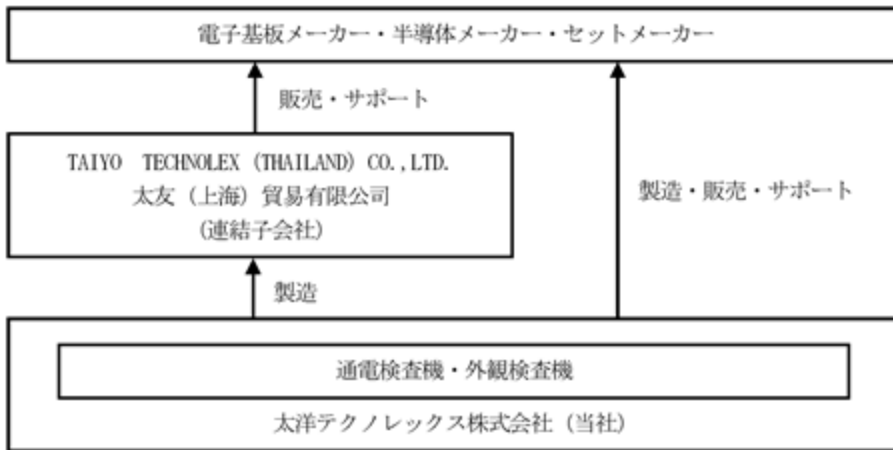 電子基板メーカー・半導体メーカー・セットメーカー
販売・サポート
TAIYO TECHNOLEX (THAILAND) CO.,LTD.
太友（上海）貿易有限公司
（連結子会社）
製造・販売・サポート
製造
通電検査機・外観検査機
太洋テクノレックス株式会社（当社）